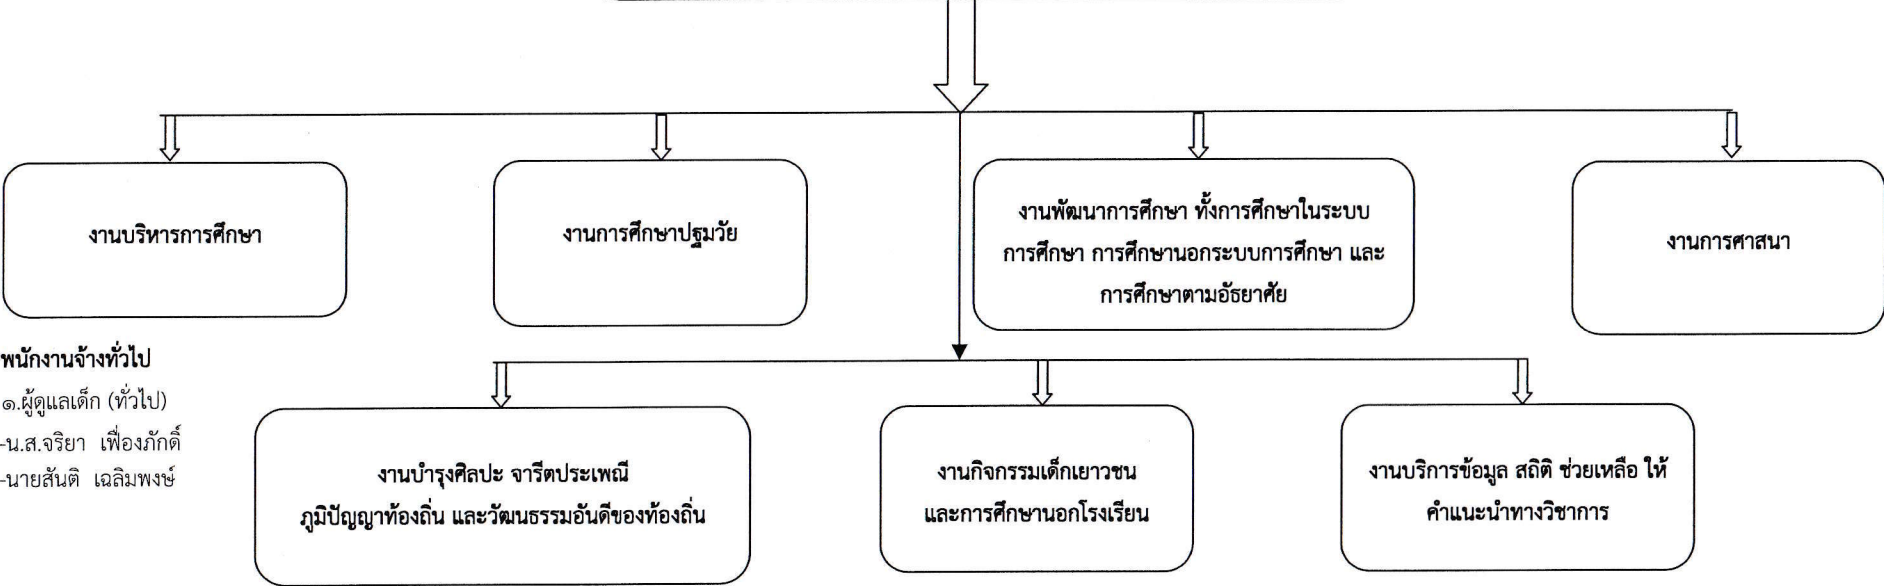 งานบริหารการศึกษา
งานการศึกษาปฐมวัย
งานพัฒนาการศึกษา ทั้งการศึกษาในระบบ
การศึกษา การศึกษานอกระบบการศึกษา และ
การศึกษาตามอัธยาศัย
งานการศาสนา
พนักงานจ้างทั่วไป
๑.ผู้ดูแลเด็ก (ทั่วไป)
-น.ส.จริยา เฟื่องภักดิ์
-นายสันติ เฉลิมพงษ์
งานบำรุงศิลปะ จารีตประเพณี
ภูมิปัญญาท้องถิ่น และวัฒนธรรมอันดีของท้องถิ่น
งานกิจกรรมเด็กเยาวชน
และการศึกษานอกโรงเรียน
งานบริการข้อมูล สถิติ ช่วยเหลือ ให้
คำแนะนำทางวิชาการ